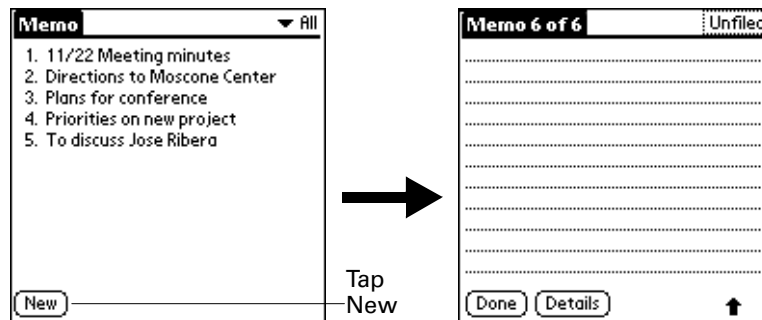 Memo All
1. 11/22 Meeting minutes
2. Directions to Moscone Center
3. Plans for conference
4. Priorities on new project
5. To discuss Jose Ribera
New
Tap
New
Memo 6 of 6 Unfiled
Done Details